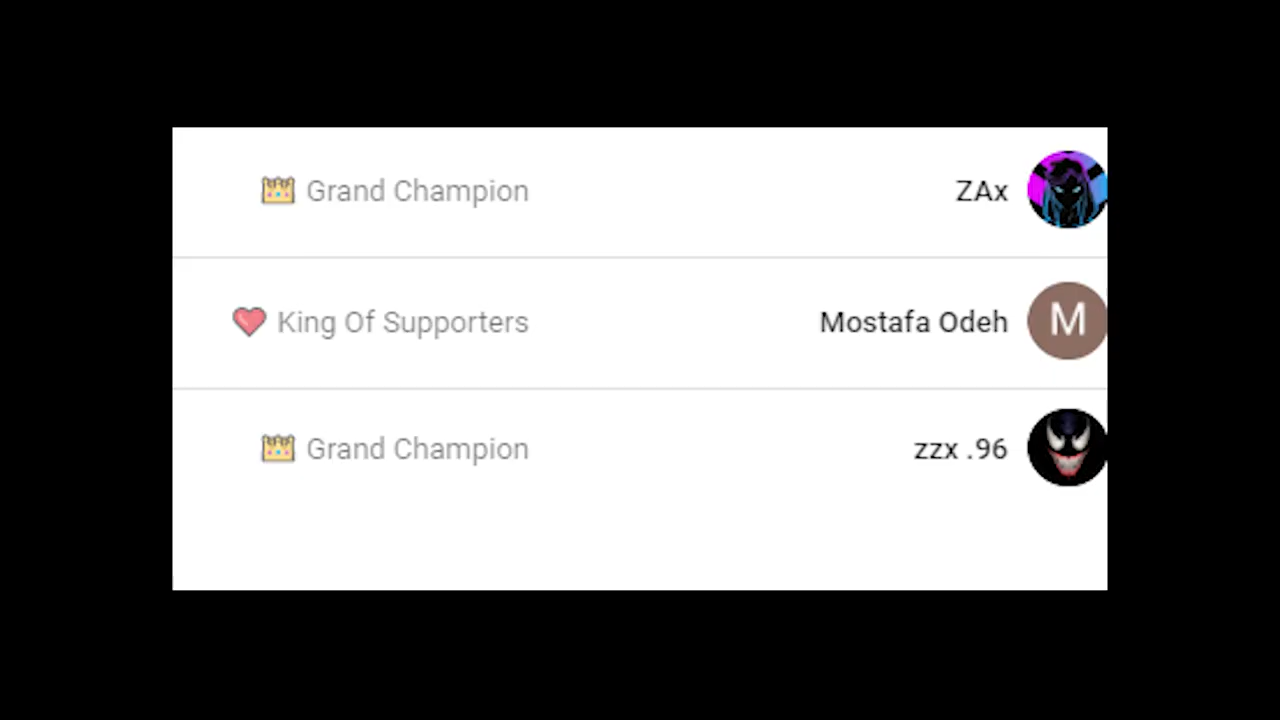 👑 Grand Champion ZAx
❤️ King Of Supporters Mostafa Odeh M
👑 Grand Champion zzx .96